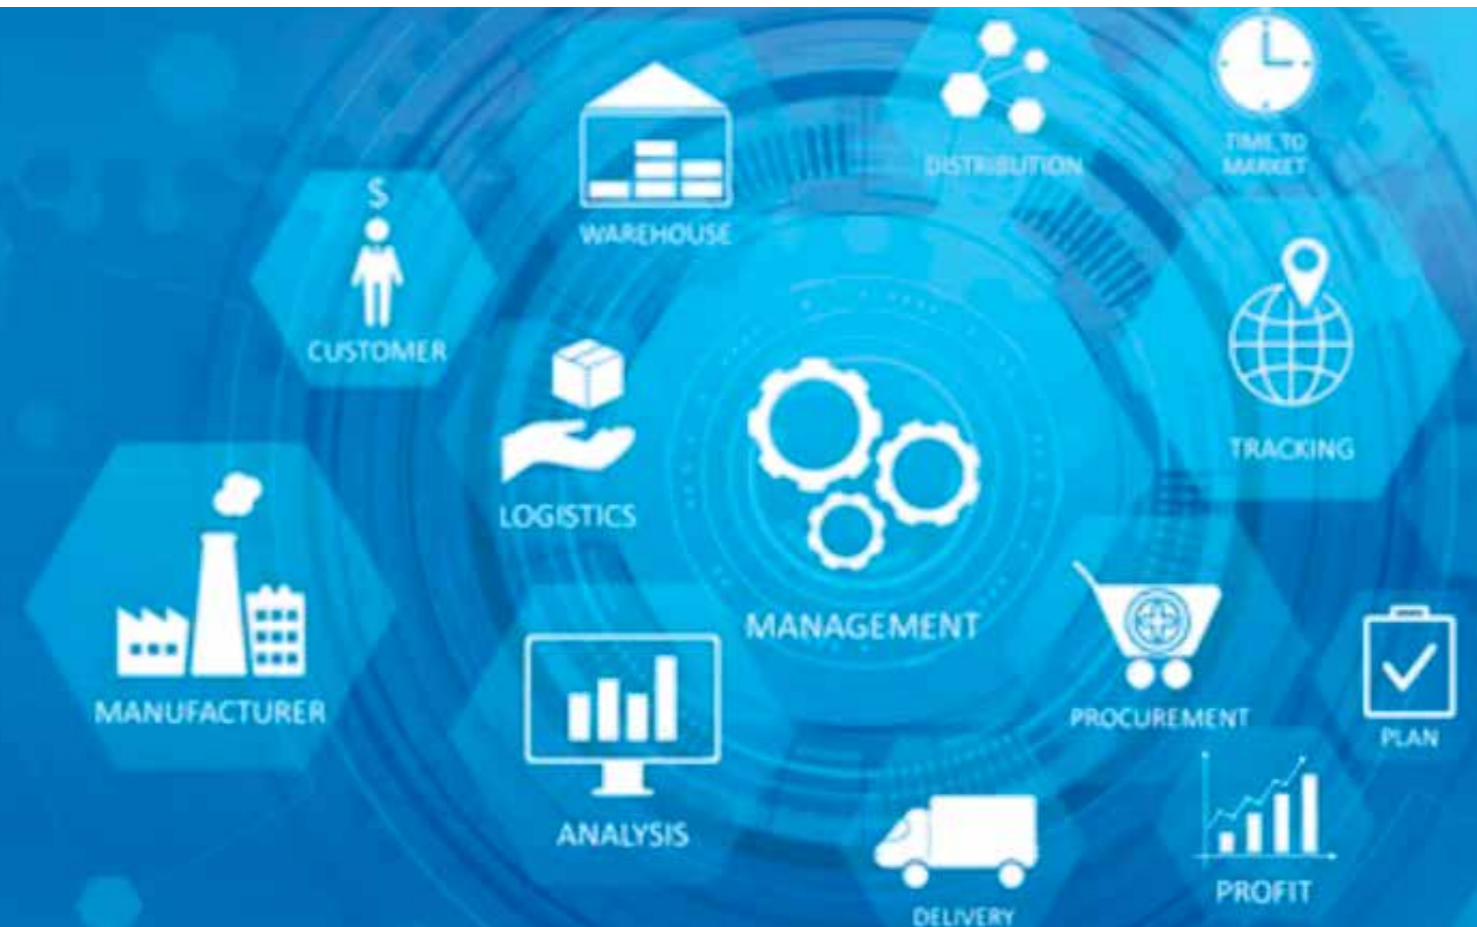 TIME TO
MARKET
DISTRIBUTION
WAREHOUSE
$
CUSTOMER
TRACKING
LOGISTICS
MANAGEMENT
MANUFACTURER
PROCUREMENT
PLAN
ANALYSIS
PROFIT
DELIVERY